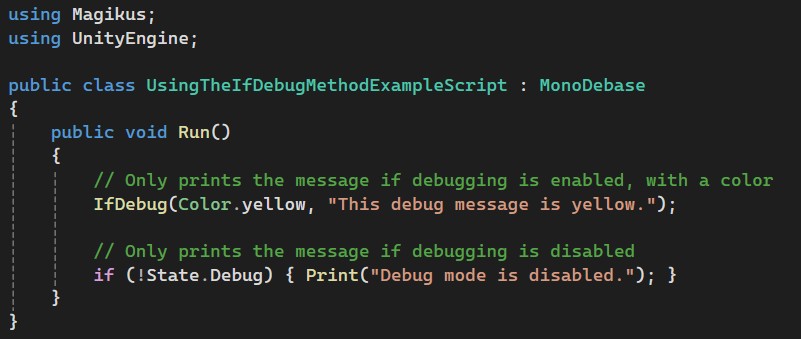 using Magikus;
using UnityEngine;

public class UsingTheIfDebugMethodExampleScript : MonoDebase
{
    public void Run()
    {
        // Only prints the message if debugging is enabled, with a color
        IfDebug(Color.yellow, "This debug message is yellow.");

        // Only prints the message if debugging is disabled
        if (!State.Debug) { Print("Debug mode is disabled."); }
    }
}